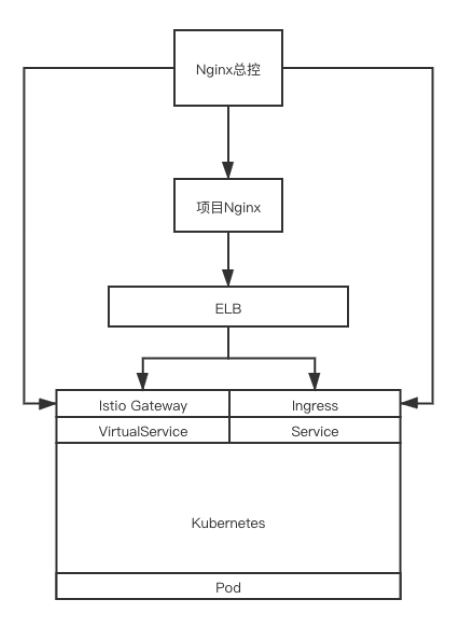 Nginx总控
项目Nginx
ELB
Istio Gateway
Ingress
VirtualService
Service
Kubernetes
Pod